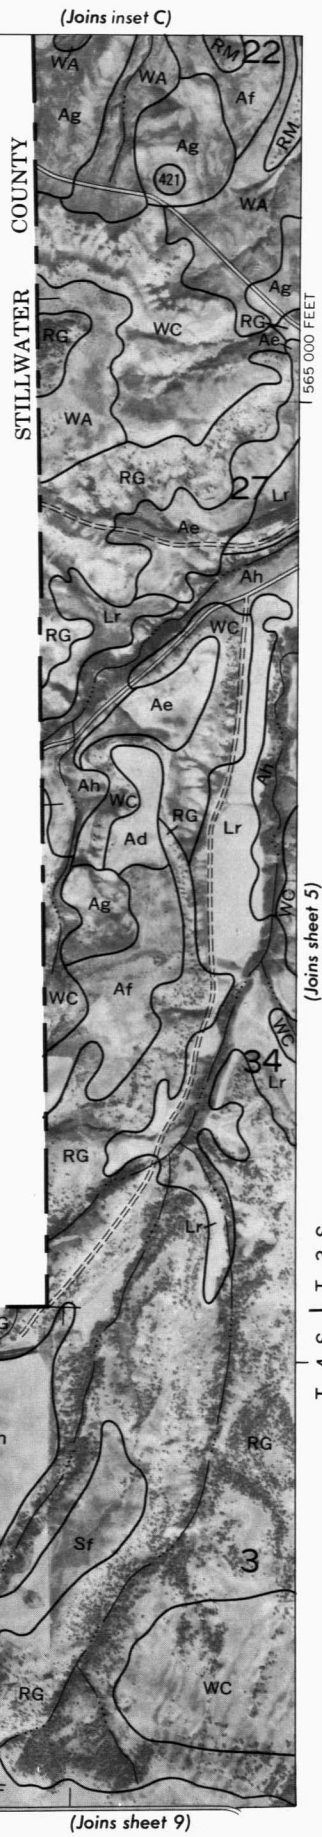 (Joins inset C)
WA
RM
22
WA
Af
Ag
Ag
RM
421
WA
STILLWATER COUNTY
Ag
RG
RG
WC
Ae
565 000 FEET
WA
RG
27
Lr
Ae
Ah
Lr
WC
RG
Ae
Ah
Ah
WC
RG
Lr
Ad
WC
Ag
(Joins sheet 5)
Af
WC
WC
34
Lr
RG
Lr
RG
Sf
3
RG
WC
(Joins sheet 9)